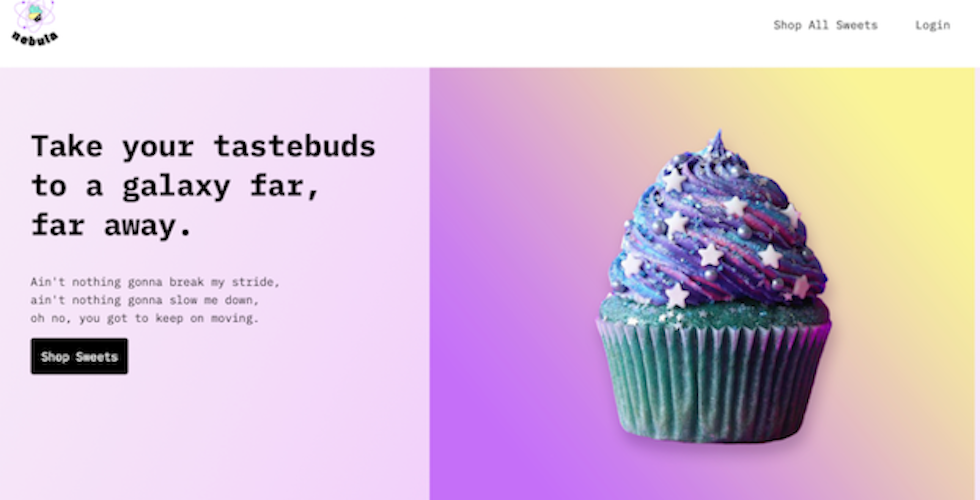 nebula
Shop All Sweets
Login
Take your tastebuds
to a galaxy far,
far away.
Ain't nothing gonna break my stride,
ain't nothing gonna slow me down,
oh no, you got to keep on moving.
Shop Sweets